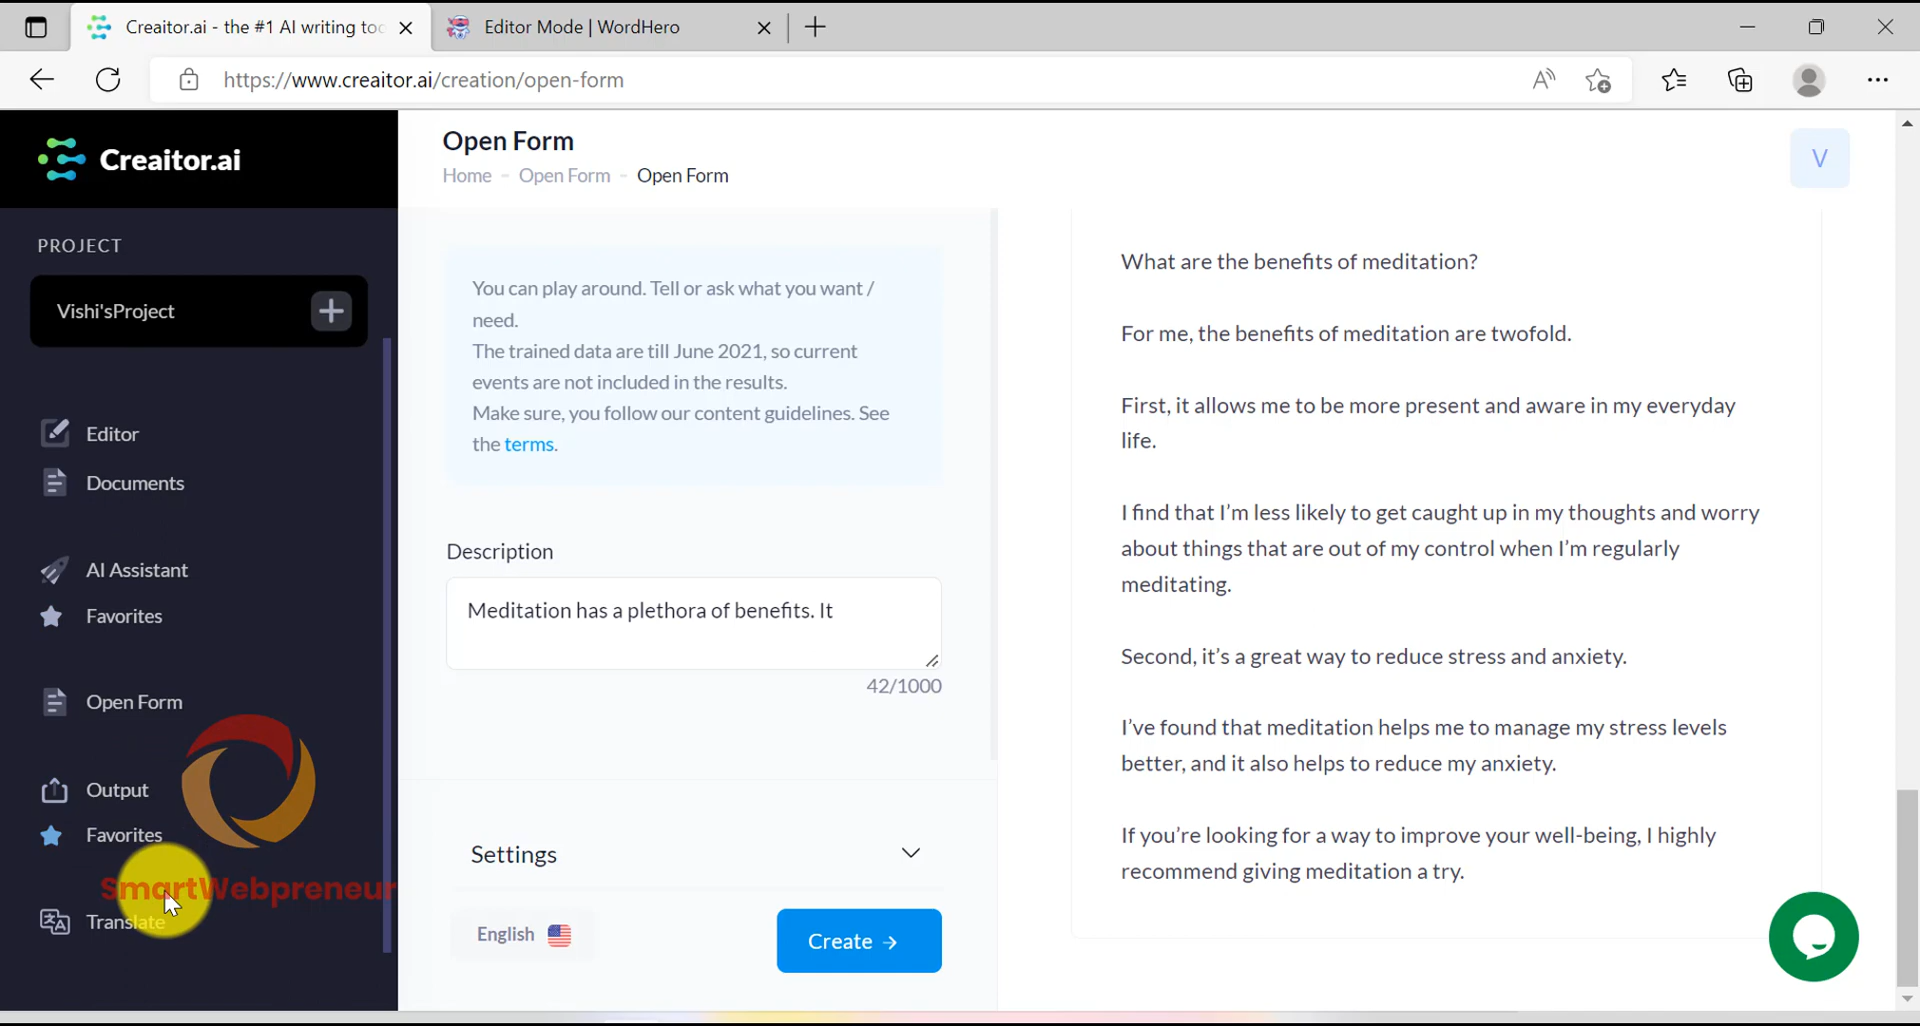 Creaitor.ai - the #1 AI writing too
Editor Mode | WordHero
https://www.creaitor.ai/creation/open-form
Creaitor.ai
PROJECT
Vishi'sProject
Editor
Documents
AI Assistant
Favorites
Open Form
Output
Favorites
SmartWebpreneur
Translate
Open Form
Home - Open Form - Open Form
V
You can play around. Tell or ask what you want /
need.
The trained data are till June 2021, so current
events are not included in the results.
Make sure, you follow our content guidelines. See
the terms.
Description
Meditation has a plethora of benefits. It
42/1000
Settings
English
Create →
What are the benefits of meditation?
For me, the benefits of meditation are twofold.
First, it allows me to be more present and aware in my everyday
life.
I find that I'm less likely to get caught up in my thoughts and worry
about things that are out of my control when I'm regularly
meditating.
Second, it's a great way to reduce stress and anxiety.
I've found that meditation helps me to manage my stress levels
better, and it also helps to reduce my anxiety.
If you're looking for a way to improve your well-being, I highly
recommend giving meditation a try.